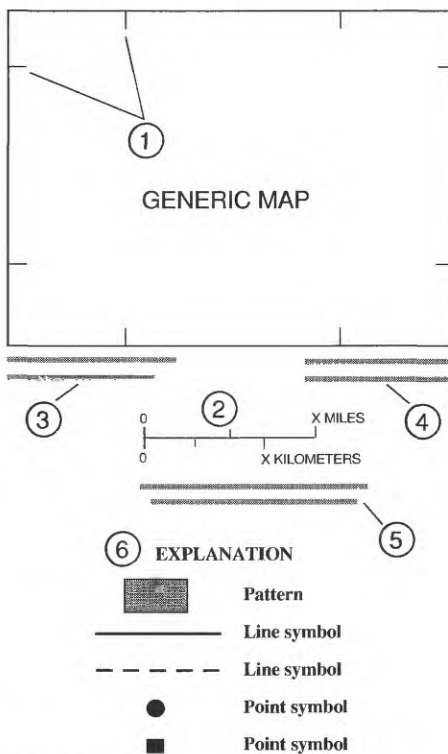 1
GENERIC MAP
3
4
0 2 X MILES
0 X KILOMETERS
5
6 EXPLANATION
Pattern
Line symbol
Line symbol
Point symbol
Point symbol